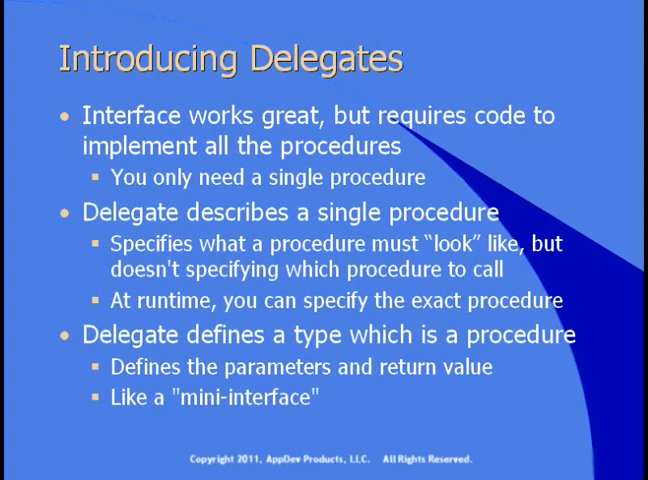 Introducing Delegates
• Interface works great, but requires code to
implement all the procedures
▪ You only need a single procedure
• Delegate describes a single procedure
▪ Specifies what a procedure must “look” like, but
doesn't specifying which procedure to call
▪ At runtime, you can specify the exact procedure
• Delegate defines a type which is a procedure
▪ Defines the parameters and return value
▪ Like a "mini-interface"
Copyright 2011, AppDev Products, LLC. All Rights Reserved.